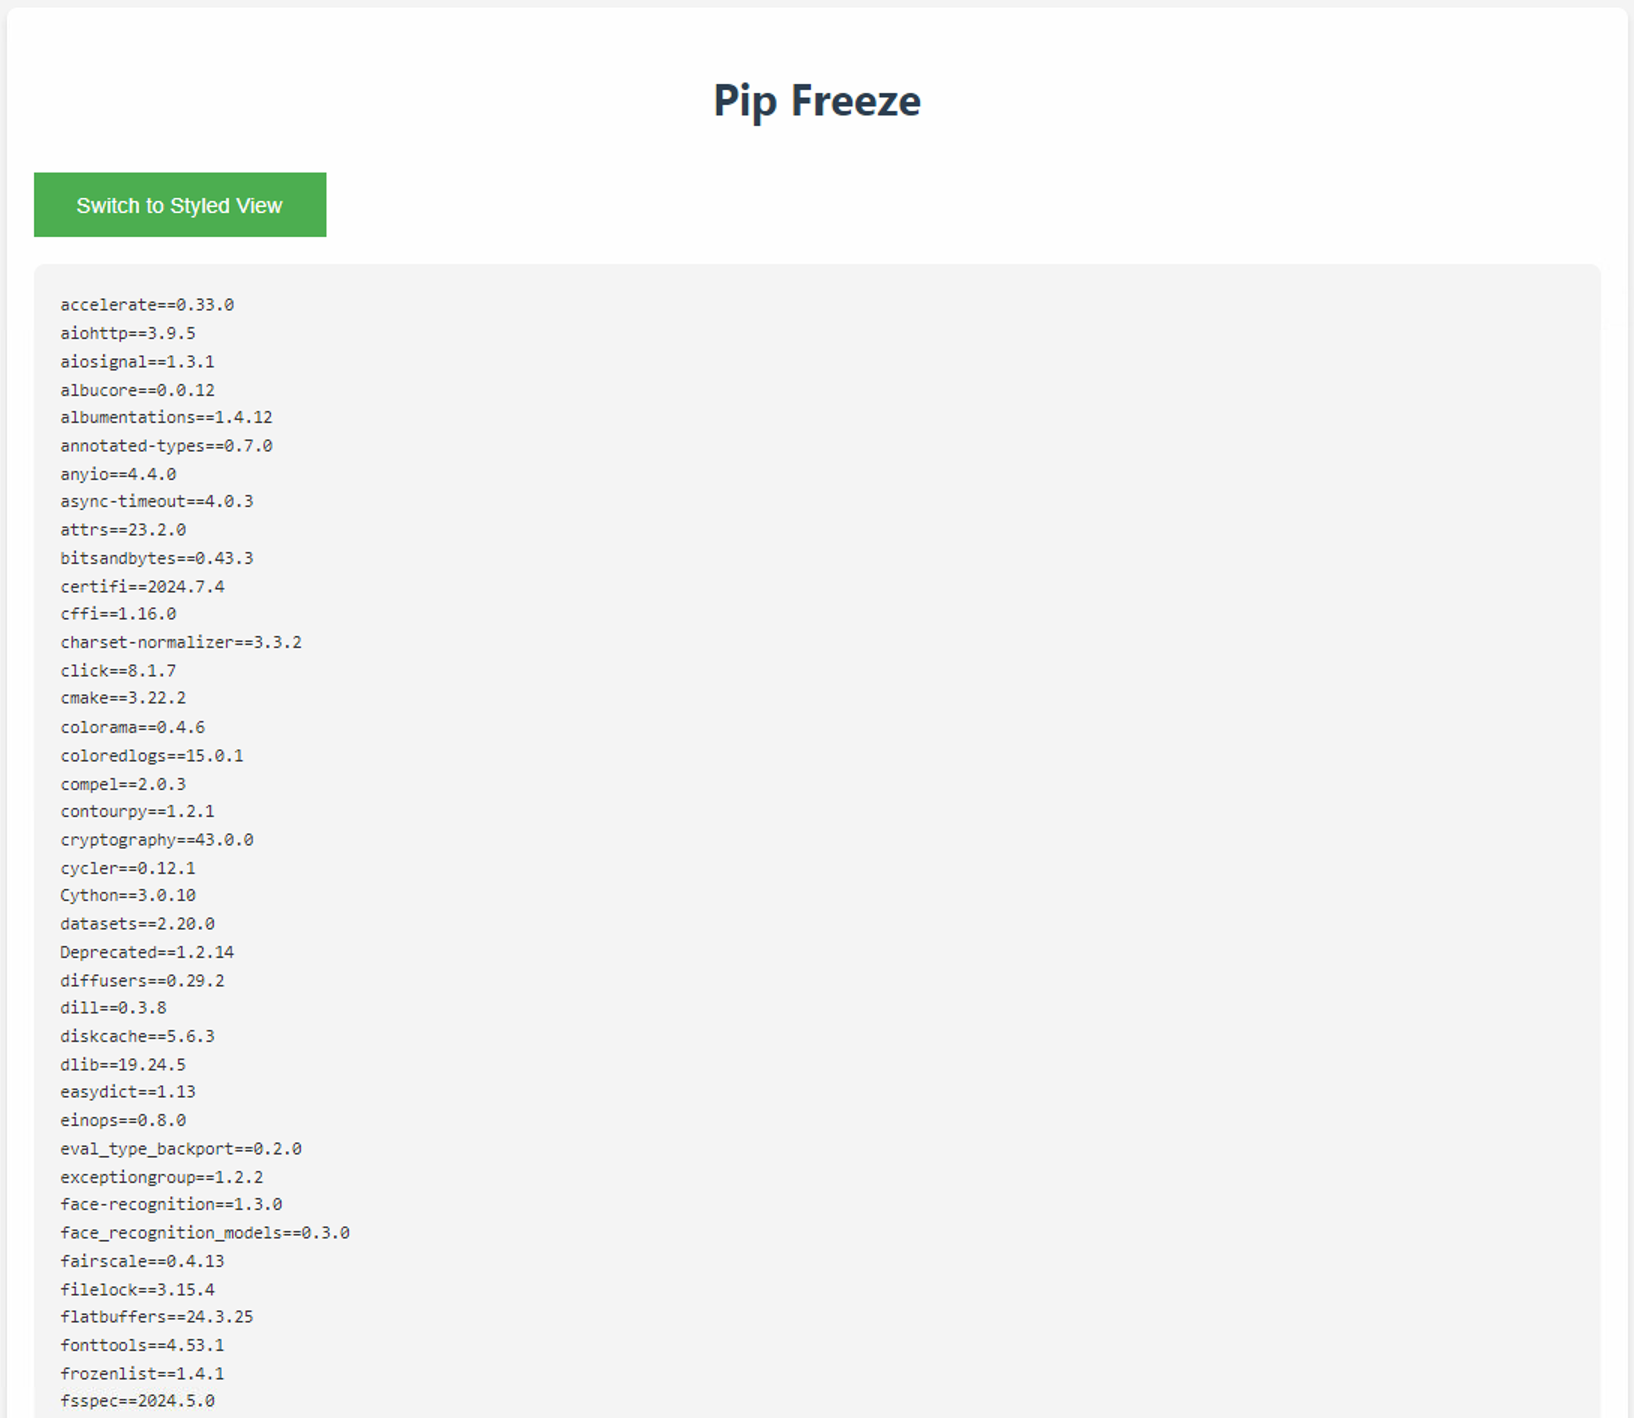 Pip Freeze
Switch to Styled View
accelerate==0.33.0
aiohttp==3.9.5
aiosignal==1.3.1
albucore==0.0.12
albumentations==1.4.12
annotated-types==0.7.0
anyio==4.4.0
async-timeout==4.0.3
attrs==23.2.0
bitsandbytes==0.43.3
certifi==2024.7.4
cffi==1.16.0
charset-normalizer==3.3.2
click==8.1.7
cmake==3.22.2
colorama==0.4.6
coloredlogs==15.0.1
compel==2.0.3
contourpy==1.2.1
cryptography==43.0.0
cycler==0.12.1
Cython==3.0.10
datasets==2.20.0
Deprecated==1.2.14
diffusers==0.29.2
dill==0.3.8
diskcache==5.6.3
dlib==19.24.5
easydict==1.13
einops==0.8.0
eval_type_backport==0.2.0
exceptiongroup==1.2.2
face-recognition==1.3.0
face_recognition_models==0.3.0
fairscale==0.4.13
filelock==3.15.4
flatbuffers==24.3.25
fonttools==4.53.1
frozenlist==1.4.1
fsspec==2024.5.0